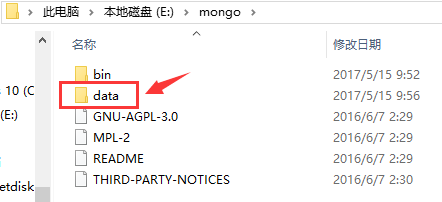 此电脑 > 本地磁盘 (E:) > mongo
名称 修改日期
bin 2017/5/15 9:52
data 2017/5/15 9:56
GNU-AGPL-3.0 2016/6/7 2:29
MPL-2 2016/6/7 2:29
README 2016/6/7 2:29
THIRD-PARTY-NOTICES 2016/6/7 2:30
s 10 (C
(E:)
etdisk